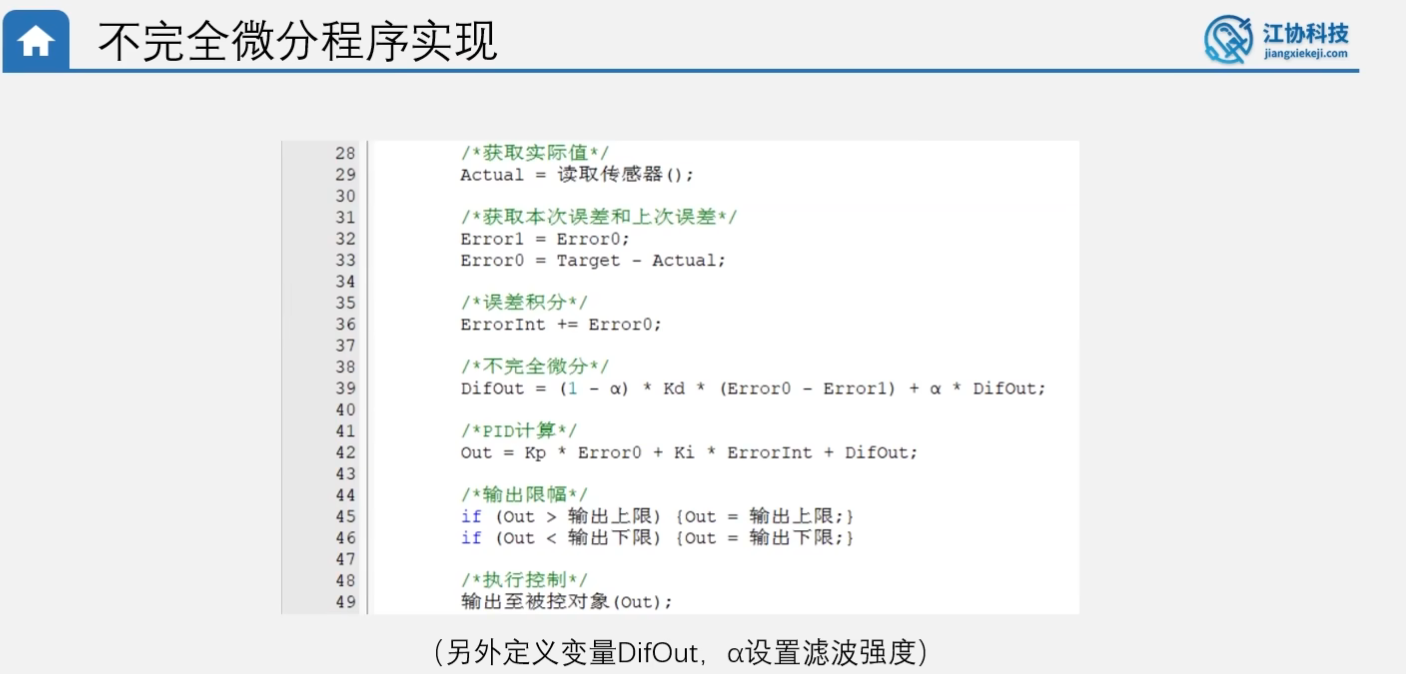 不完全微分程序实现
江协科技
jiangxiekeji.com
28 /*获取实际值*/
29 Actual = 读取传感器();
30
31 /*获取本次误差和上次误差*/
32 Error1 = Error0;
33 Error0 = Target - Actual;
34
35 /*误差积分*/
36 ErrorInt += Error0;
37
38 /*不完全微分*/
39 DifOut = (1 - α) * Kd * (Error0 - Error1) + α * DifOut;
40
41 /*PID计算*/
42 Out = Kp * Error0 + Ki * ErrorInt + DifOut;
43
44 /*输出限幅*/
45 if (Out > 输出上限) {Out = 输出上限;}
46 if (Out < 输出下限) {Out = 输出下限;}
47
48 /*执行控制*/
49 输出至被控对象(Out);
（另外定义变量DifOut，α设置滤波强度）